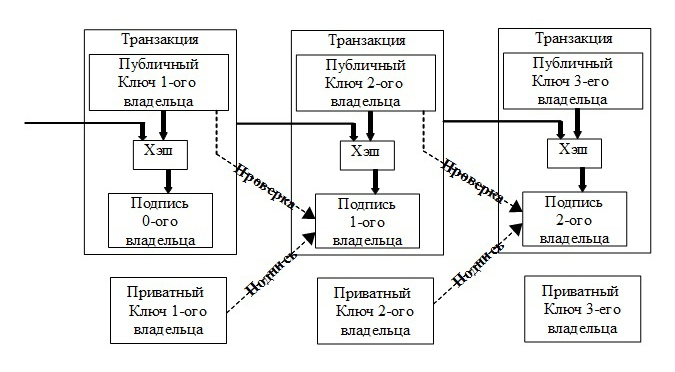 Транзакция
Публичный
Ключ 1-ого
владельца
Хэш
Подпись
0-ого
владельца
Транзакция
Публичный
Ключ 2-ого
владельца
Хэш
Подпись
1-ого
владельца
Транзакция
Публичный
Ключ 3-его
владельца
Хэш
Подпись
2-ого
владельца
Проверка
Проверка
Подпись
Подпись
Приватный
Ключ 1-ого
владельца
Приватный
Ключ 2-ого
владельца
Приватный
Ключ 3-его
владельца